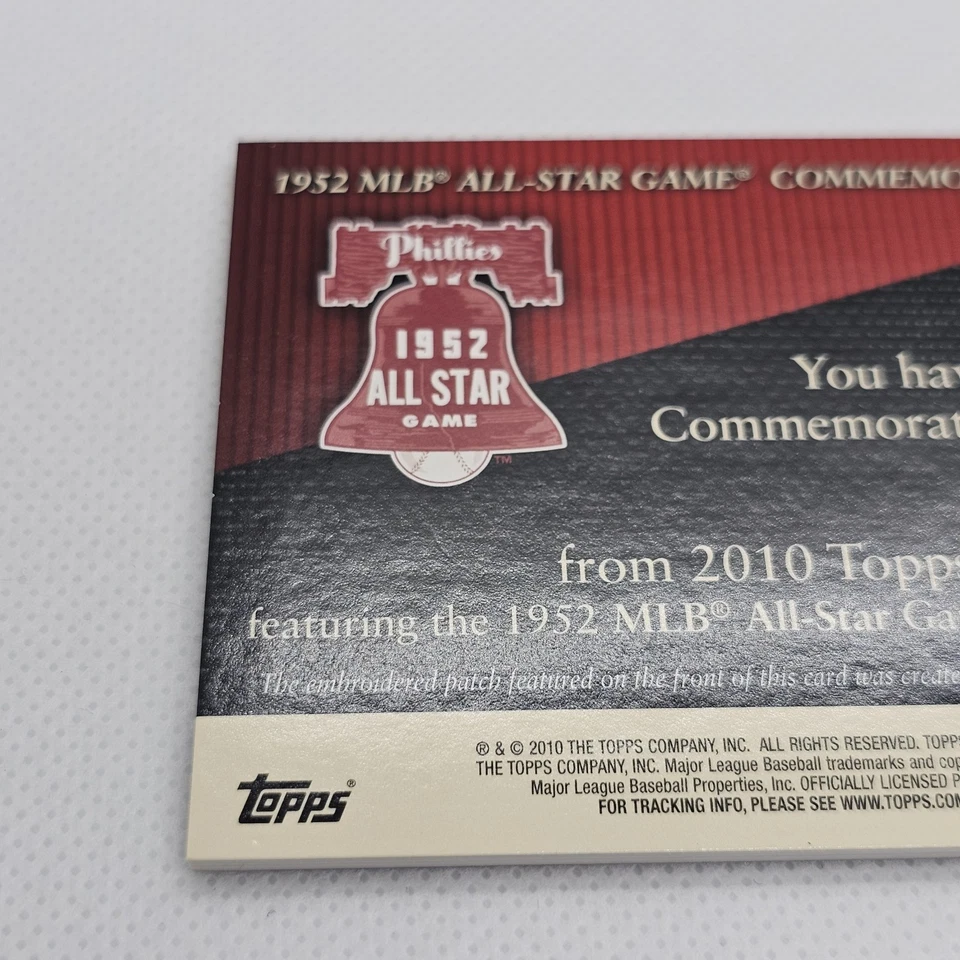 1952 MLB® ALL-STAR GAME® COMMEMO
Phillies
1952
ALL STAR
GAME
TM
You hav
Commemorat
from 2010 Topps
featuring the 1952 MLB® All-Star Ga
The embroidered patch featured on the front of this card was create
® & © 2010 THE TOPPS COMPANY, INC. ALL RIGHTS RESERVED. TOPPS
THE TOPPS COMPANY, INC. Major League Baseball trademarks and cop
Major League Baseball Properties, Inc. OFFICIALLY LICENSED P
FOR TRACKING INFO, PLEASE SEE WWW.TOPPS.COM
Topps®